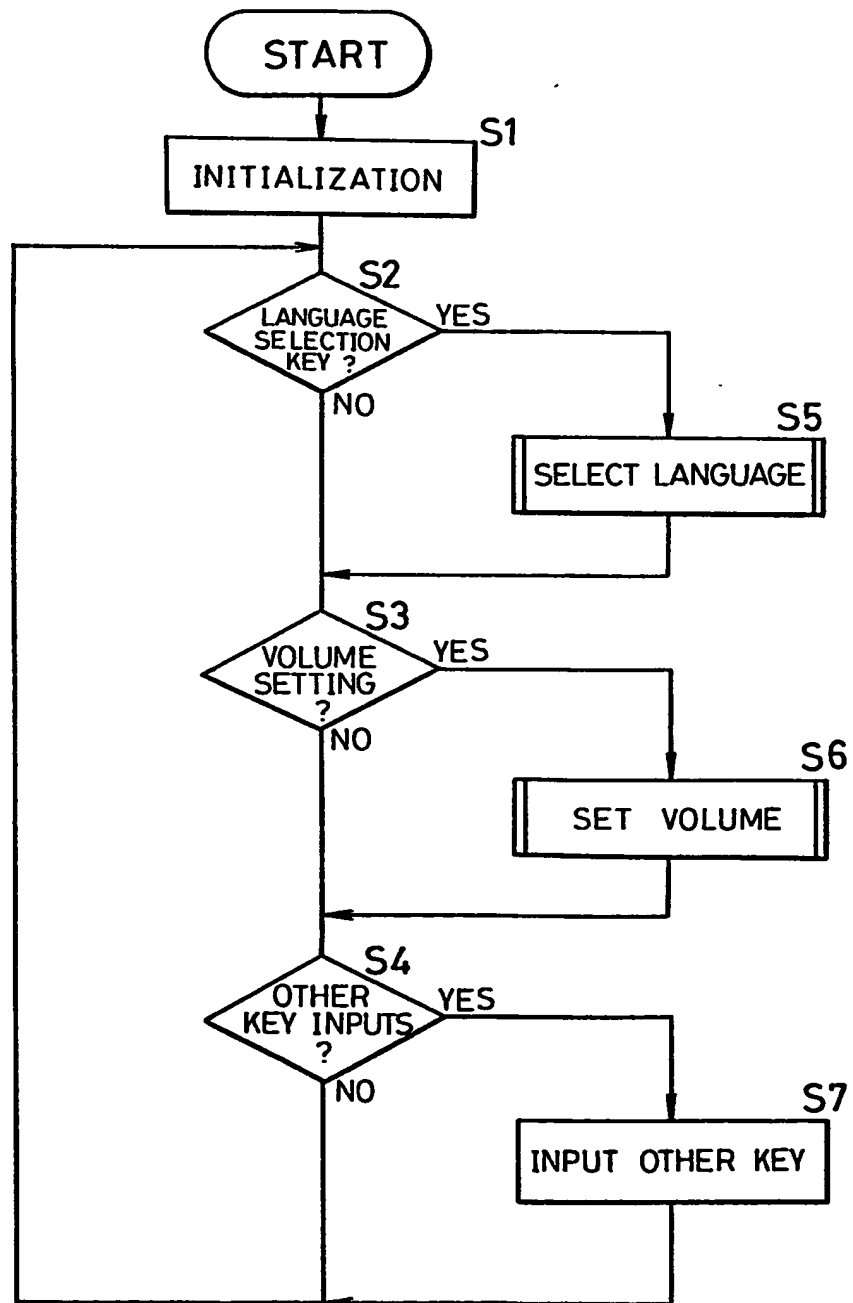 START
S1
INITIALIZATION
S2
LANGUAGE
SELECTION
KEY ?
YES
NO
S5
SELECT LANGUAGE
S3
VOLUME
SETTING
?
YES
NO
S6
SET VOLUME
S4
OTHER
KEY INPUTS
?
YES
NO
S7
INPUT OTHER KEY